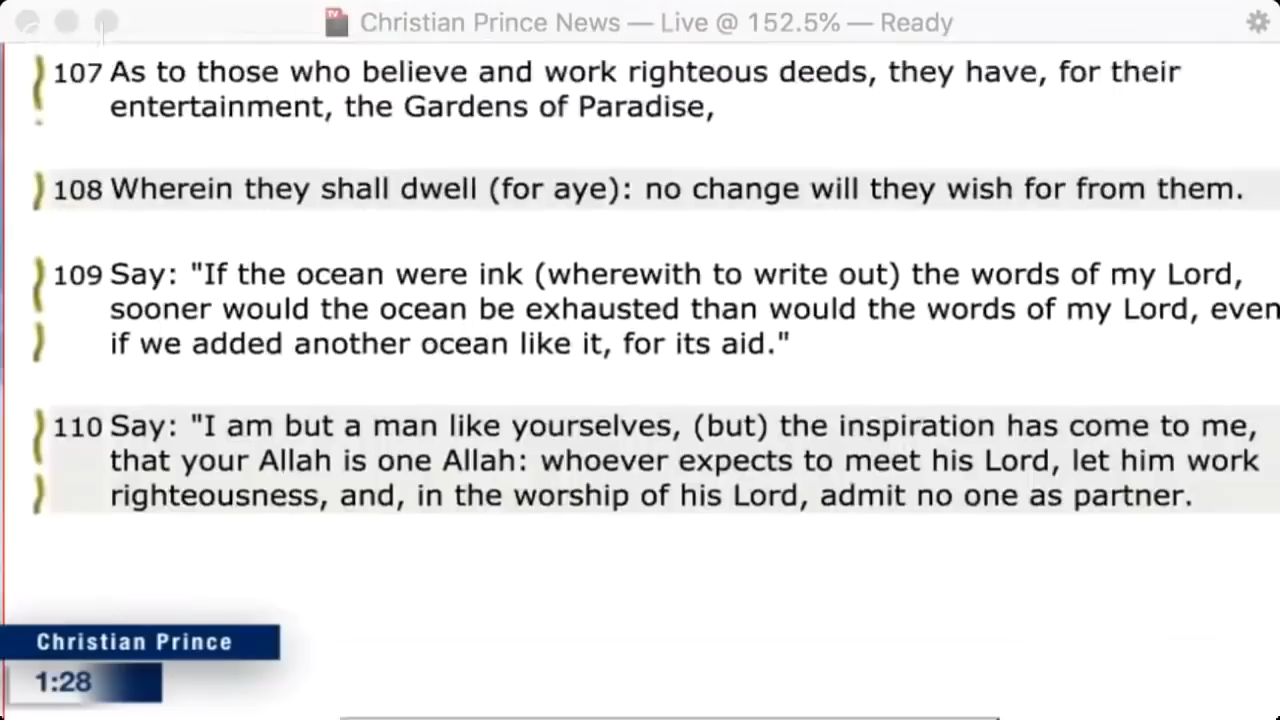 Christian Prince News — Live @ 152.5% — Ready
107 As to those who believe and work righteous deeds, they have, for their
entertainment, the Gardens of Paradise,
108 Wherein they shall dwell (for aye): no change will they wish for from them.
109 Say: "If the ocean were ink (wherewith to write out) the words of my Lord,
sooner would the ocean be exhausted than would the words of my Lord, even
if we added another ocean like it, for its aid."
110 Say: "I am but a man like yourselves, (but) the inspiration has come to me,
that your Allah is one Allah: whoever expects to meet his Lord, let him work
righteousness, and, in the worship of his Lord, admit no one as partner.
Christian Prince
1:28